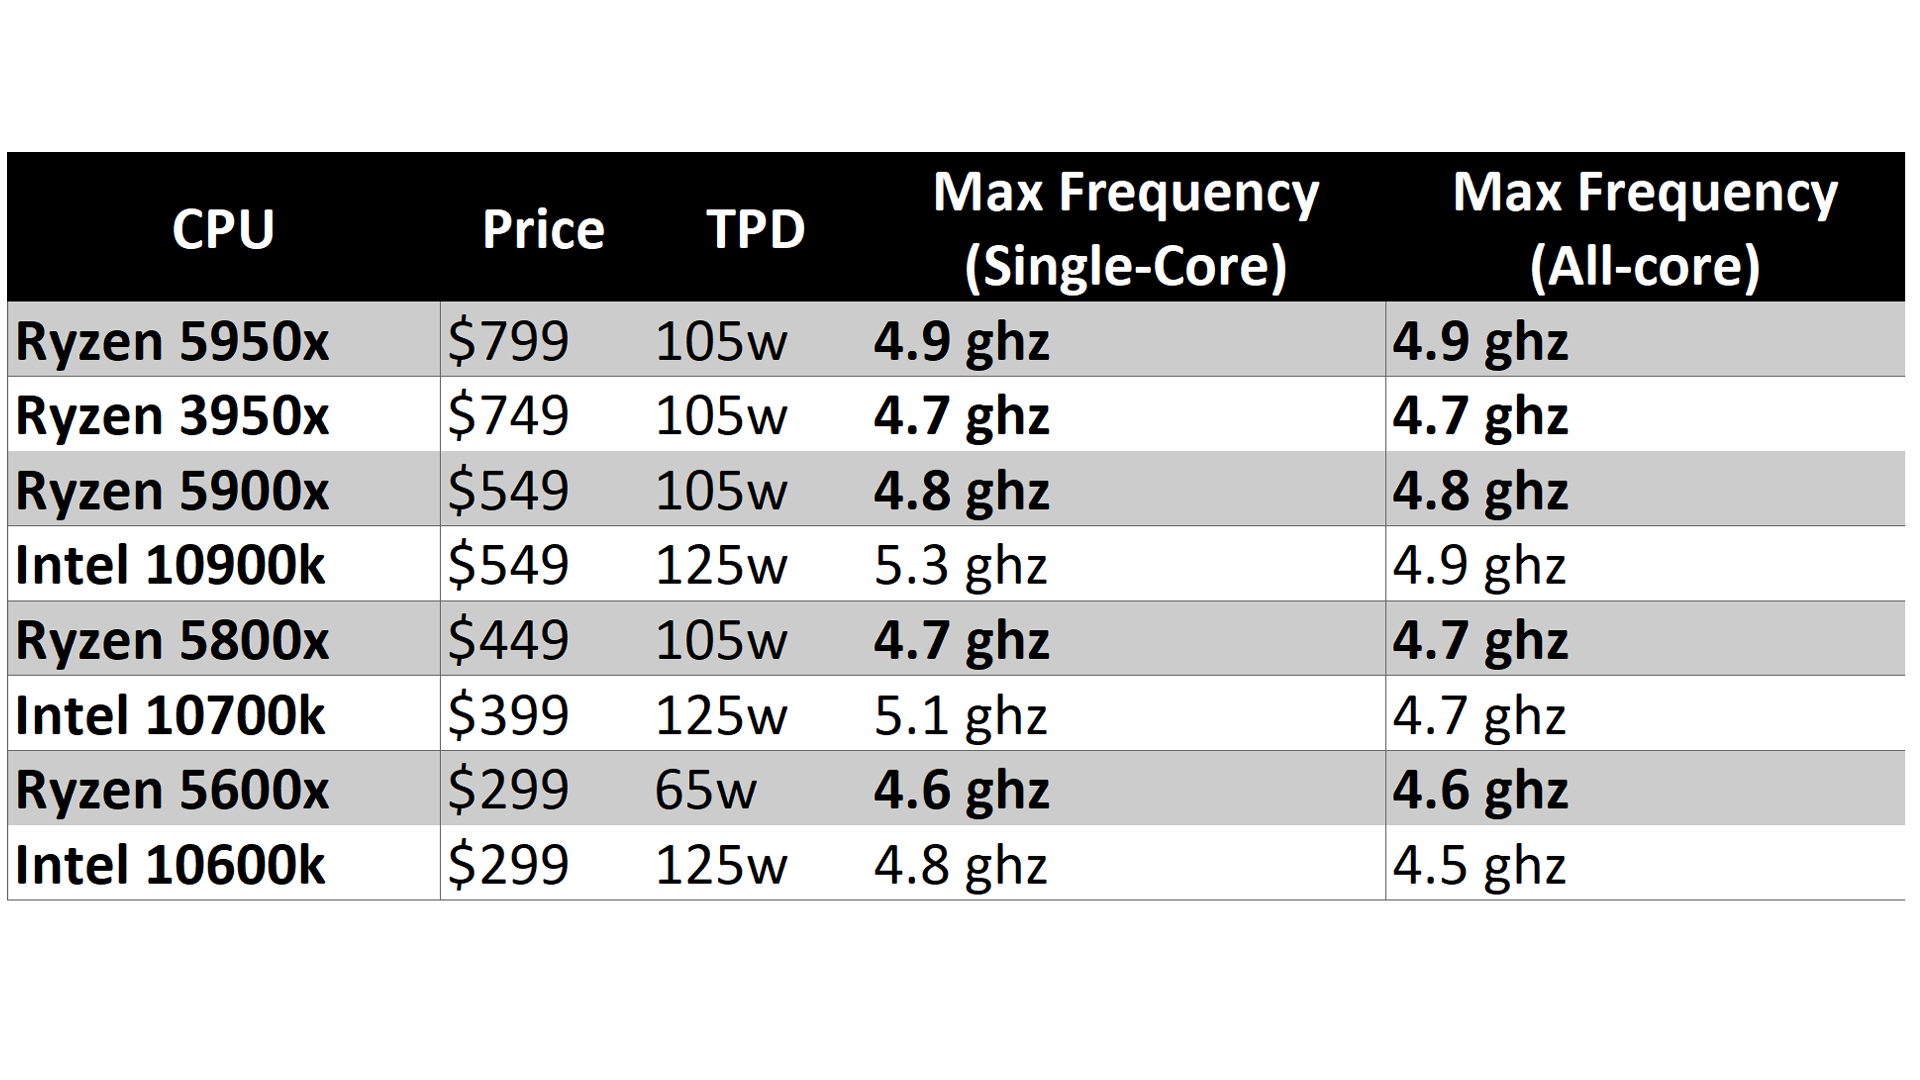 CPU Price TPD Max Frequency (Single-Core) Max Frequency (All-core)
Ryzen 5950x $799 105w 4.9 ghz 4.9 ghz
Ryzen 3950x $749 105w 4.7 ghz 4.7 ghz
Ryzen 5900x $549 105w 4.8 ghz 4.8 ghz
Intel 10900k $549 125w 5.3 ghz 4.9 ghz
Ryzen 5800x $449 105w 4.7 ghz 4.7 ghz
Intel 10700k $399 125w 5.1 ghz 4.7 ghz
Ryzen 5600x $299 65w 4.6 ghz 4.6 ghz
Intel 10600k $299 125w 4.8 ghz 4.5 ghz